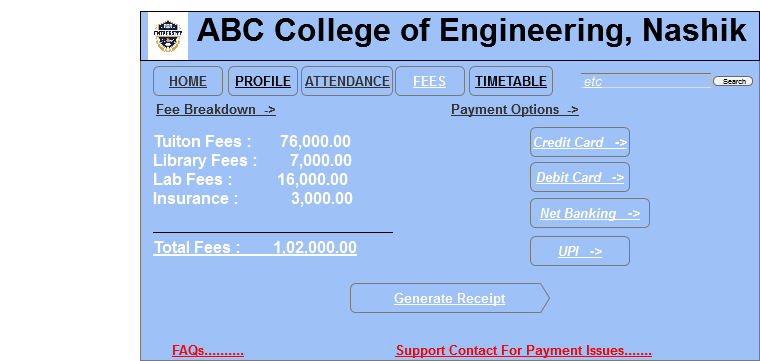 ABC College of Engineering, Nashik
UNIVERSITY
HOME PROFILE ATTENDANCE FEES TIMETABLE etc Search
Fee Breakdown -> Payment Options ->
Tuiton Fees : 76,000.00
Credit Card ->
Library Fees : 7,000.00
Lab Fees : 16,000.00
Debit Card ->
Insurance : 3,000.00
Net Banking ->
Total Fees : 1,02,000.00
UPI ->
Generate Receipt
FAQs.......... Support Contact For Payment Issues.......